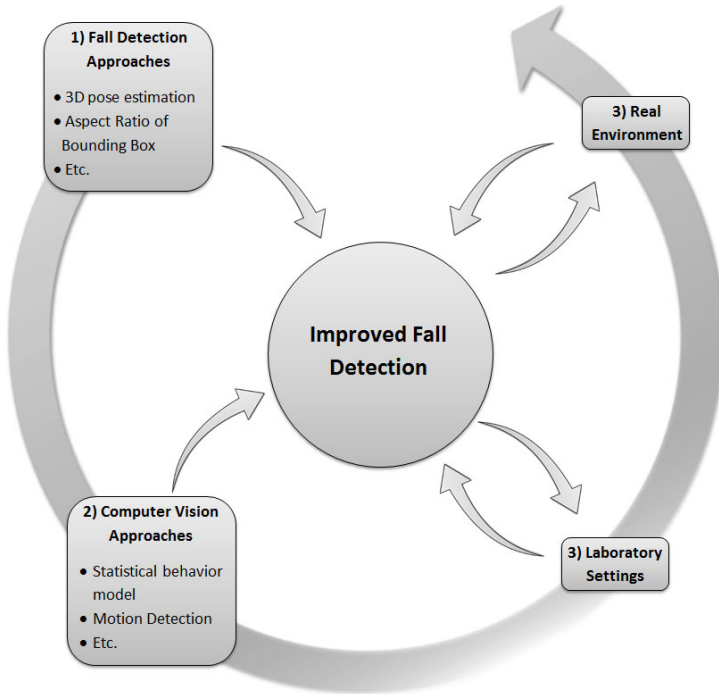 1) Fall Detection
Approaches
● 3D pose estimation
● Aspect Ratio of
Bounding Box
● Etc.
3) Real
Environment
Improved Fall
Detection
2) Computer Vision
Approaches
● Statistical behavior
model
● Motion Detection
● Etc.
3) Laboratory
Settings